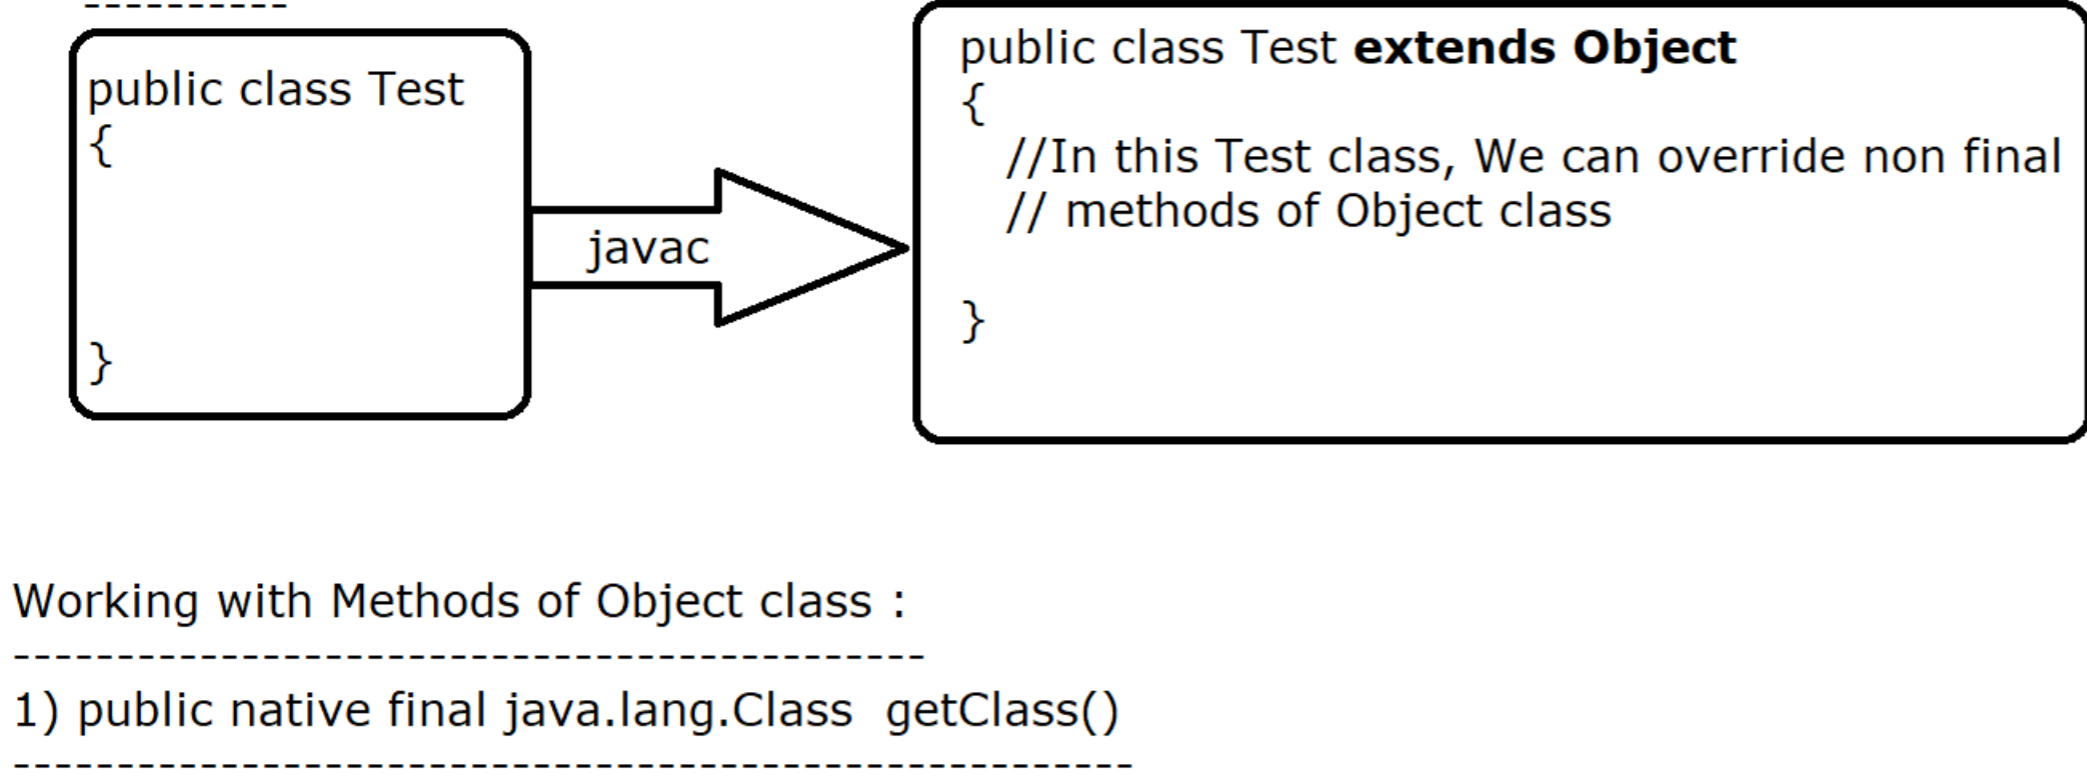 ----------
public class Test
{
}
javac
public class Test extends Object
{
//In this Test class, We can override non final
// methods of Object class
}
Working with Methods of Object class :
--------------------------------------------
1) public native final java.lang.Class  getClass()
------------------------------------------------------